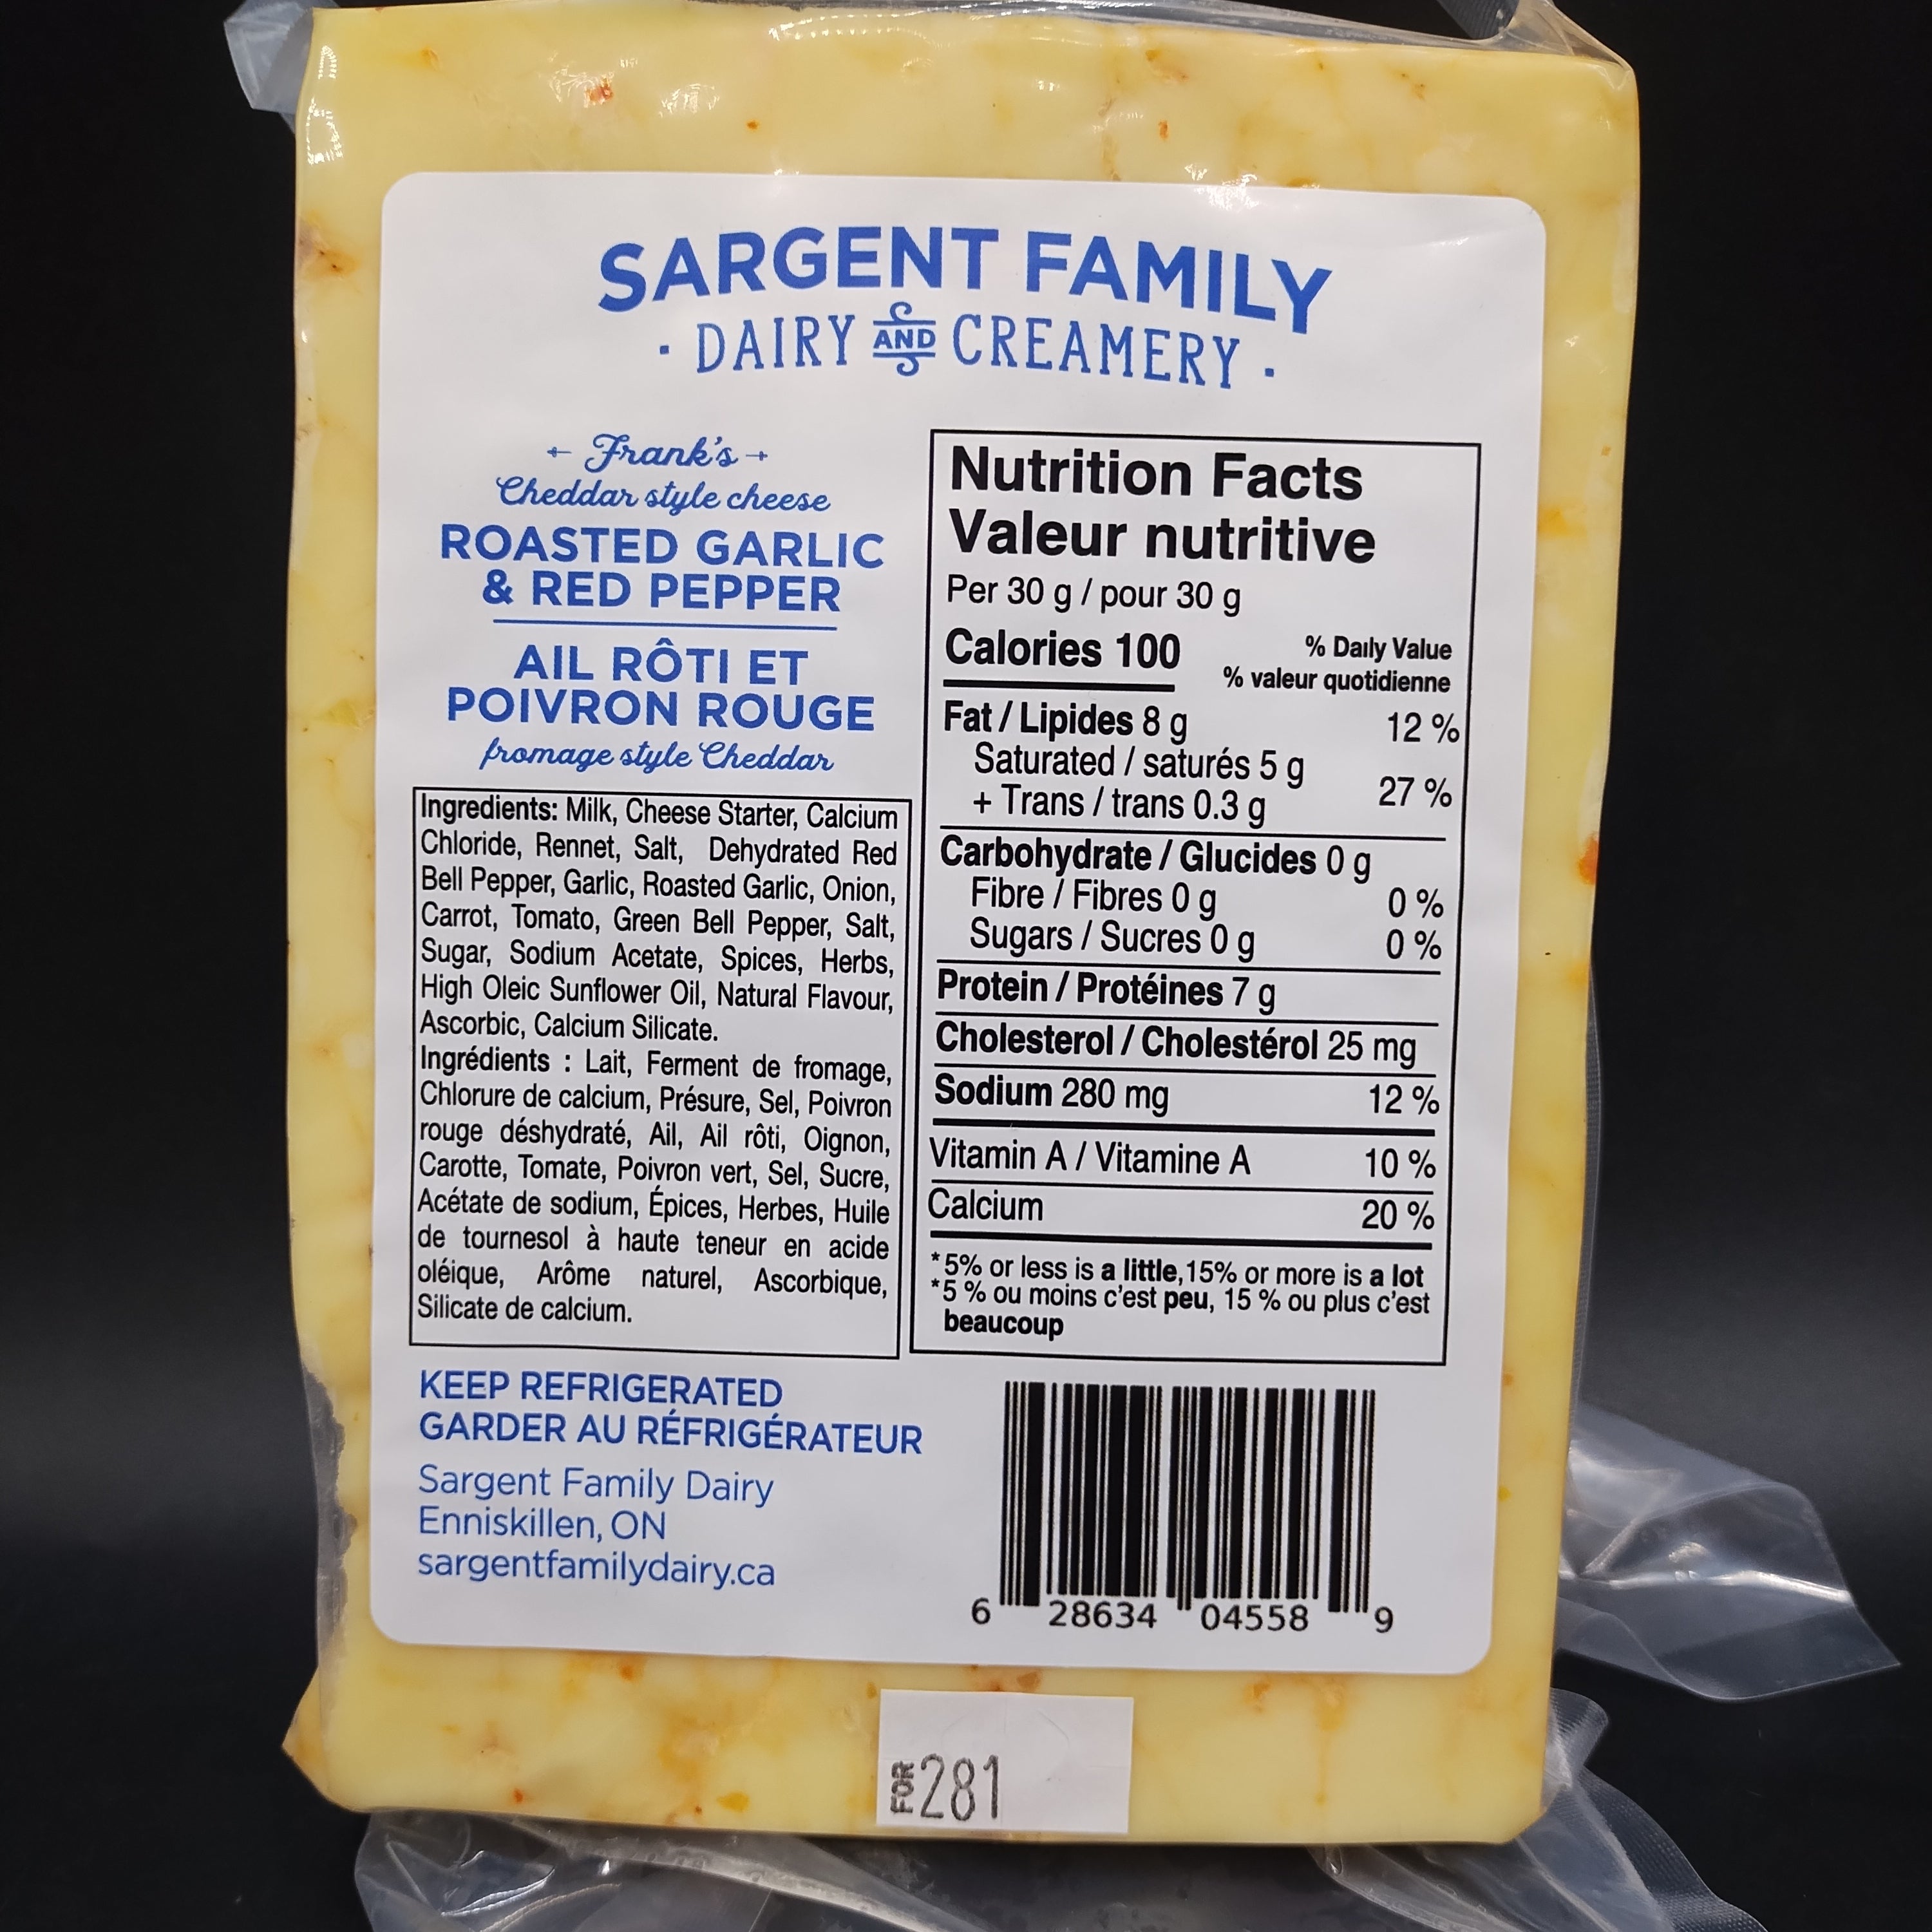 SARGENT FAMILY
· DAIRY AND CREAMERY ·
Frank's
Cheddar style cheese
ROASTED GARLIC
& RED PEPPER
AIL RÔTI ET
POIVRON ROUGE
fromage style Cheddar
Ingredients: Milk, Cheese Starter, Calcium
Chloride, Rennet, Salt, Dehydrated Red
Bell Pepper, Garlic, Roasted Garlic, Onion,
Carrot, Tomato, Green Bell Pepper, Salt,
Sugar, Sodium Acetate, Spices, Herbs,
High Oleic Sunflower Oil, Natural Flavour,
Ascorbic, Calcium Silicate.
Ingrédients : Lait, Ferment de fromage,
Chlorure de calcium, Présure, Sel, Poivron
rouge déshydraté, Ail, Ail rôti, Oignon,
Carotte, Tomate, Poivron vert, Sel, Sucre,
Acétate de sodium, Épices, Herbes, Huile
de tournesol à haute teneur en acide
oléique, Arôme naturel, Ascorbique,
Silicate de calcium.
Nutrition Facts
Valeur nutritive
Per 30 g / pour 30 g
Calories 100
% Daily Value
% valeur quotidienne
Fat / Lipides 8 g 12 %
Saturated / saturés 5 g
+ Trans / trans 0.3 g 27 %
Carbohydrate / Glucides 0 g
Fibre / Fibres 0 g 0 %
Sugars / Sucres 0 g 0 %
Protein / Protéines 7 g
Cholesterol / Cholestérol 25 mg
Sodium 280 mg 12 %
Vitamin A / Vitamine A 10 %
Calcium 20 %
*5% or less is a little,15% or more is a lot
*5 % ou moins c'est peu, 15 % ou plus c'est
beaucoup
KEEP REFRIGERATED
GARDER AU RÉFRIGÉRATEUR
Sargent Family Dairy
Enniskillen, ON
sargentfamilydairy.ca
6 28634 04558 9
FOR 281